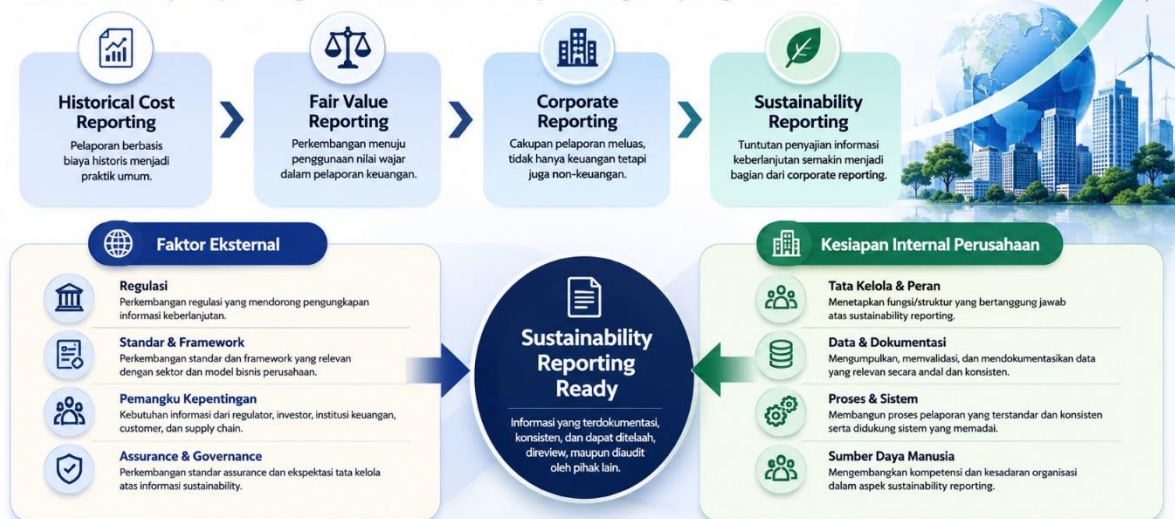 Historical Cost
Reporting
Pelaporan berbasis
biaya historis menjadi
praktik umum.
Fair Value
Reporting
Perkembangan menuju
penggunaan nilai wajar
dalam pelaporan keuangan.
Corporate
Reporting
Cakupan pelaporan meluas,
tidak hanya keuangan tetapi
juga non-keuangan.
Sustainability
Reporting
Tuntutan penyajian informasi
keberlanjutan semakin menjadi
bagian dari corporate reporting.
Faktor Eksternal
Regulasi
Perkembangan regulasi yang mendorong pengungkapan
informasi keberlanjutan.
Standar & Framework
Perkembangan standar dan framework yang relevan
dengan sektor dan model bisnis perusahaan.
Pemangku Kepentingan
Kebutuhan informasi dari regulator, investor, institusi keuangan,
customer, dan supply chain.
Assurance & Governance
Perkembangan standar assurance dan ekspektasi tata kelola
atas informasi sustainability.
Sustainability
Reporting
Ready
Informasi yang terdokumentasi,
konsisten, dan dapat ditelaah,
direview, maupun diaudit
oleh pihak lain.
Kesiapan Internal Perusahaan
Tata Kelola & Peran
Menetapkan fungsi/struktur yang bertanggung jawab
atas sustainability reporting.
Data & Dokumentasi
Mengumpulkan, memvalidasi, dan mendokumentasikan data
yang relevan secara andal dan konsisten.
Proses & Sistem
Membangun proses pelaporan yang terstandar dan konsisten
serta didukung sistem yang memadai.
Sumber Daya Manusia
Mengembangkan kompetensi dan kesadaran organisasi
dalam aspek sustainability reporting.